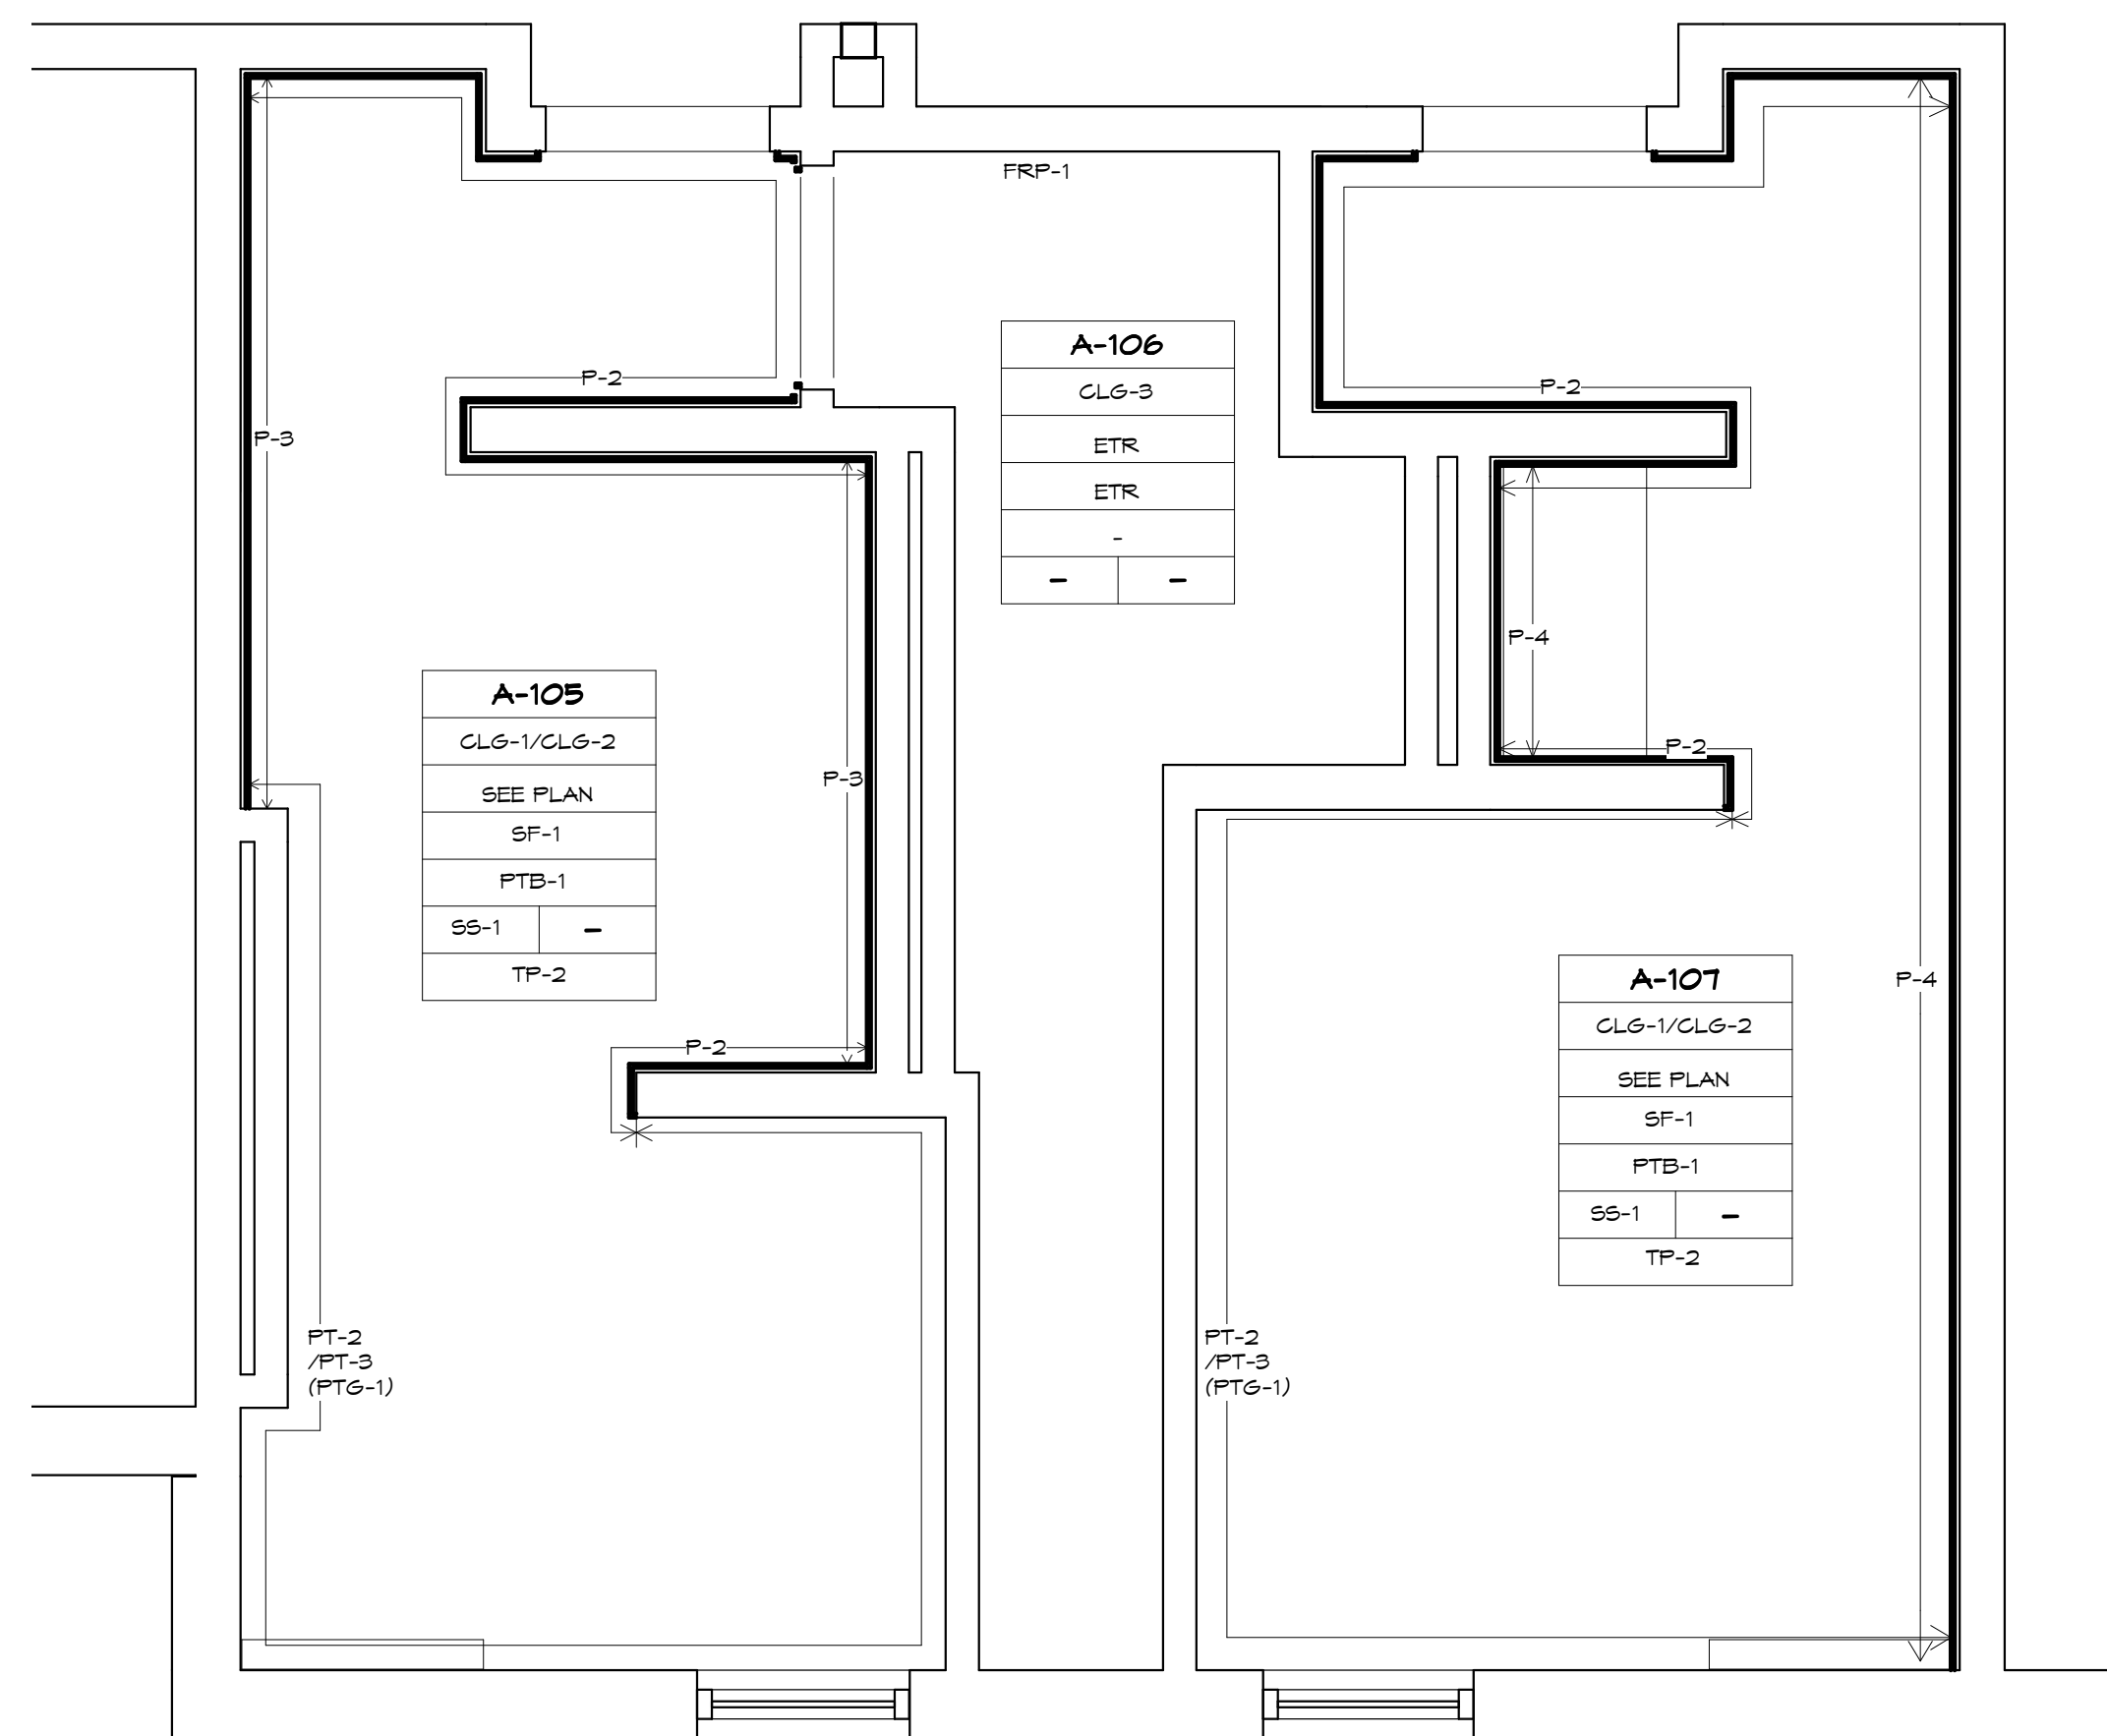 FRP-1
A-106
CLG-3
ETR
ETR
-
- -
P-2
P-2
P-3
P-4
A-105
CLG-1/CLG-2
SEE PLAN
SF-1
PTB-1
SS-1 -
TP-2
P-3
P-2
P-2
A-107
CLG-1/CLG-2
SEE PLAN
SF-1
PTB-1
SS-1 -
TP-2
P-4
PT-2
/PT-3
(PTG-1)
PT-2
/PT-3
(PTG-1)